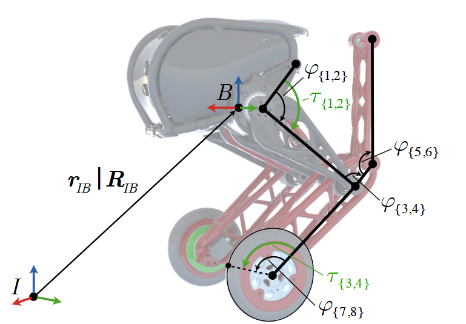 φ{1,2}
B
τ{1,2}
φ{5,6}
r_IB | R_IB
φ{3,4}
I
τ{3,4}
φ{7,8}